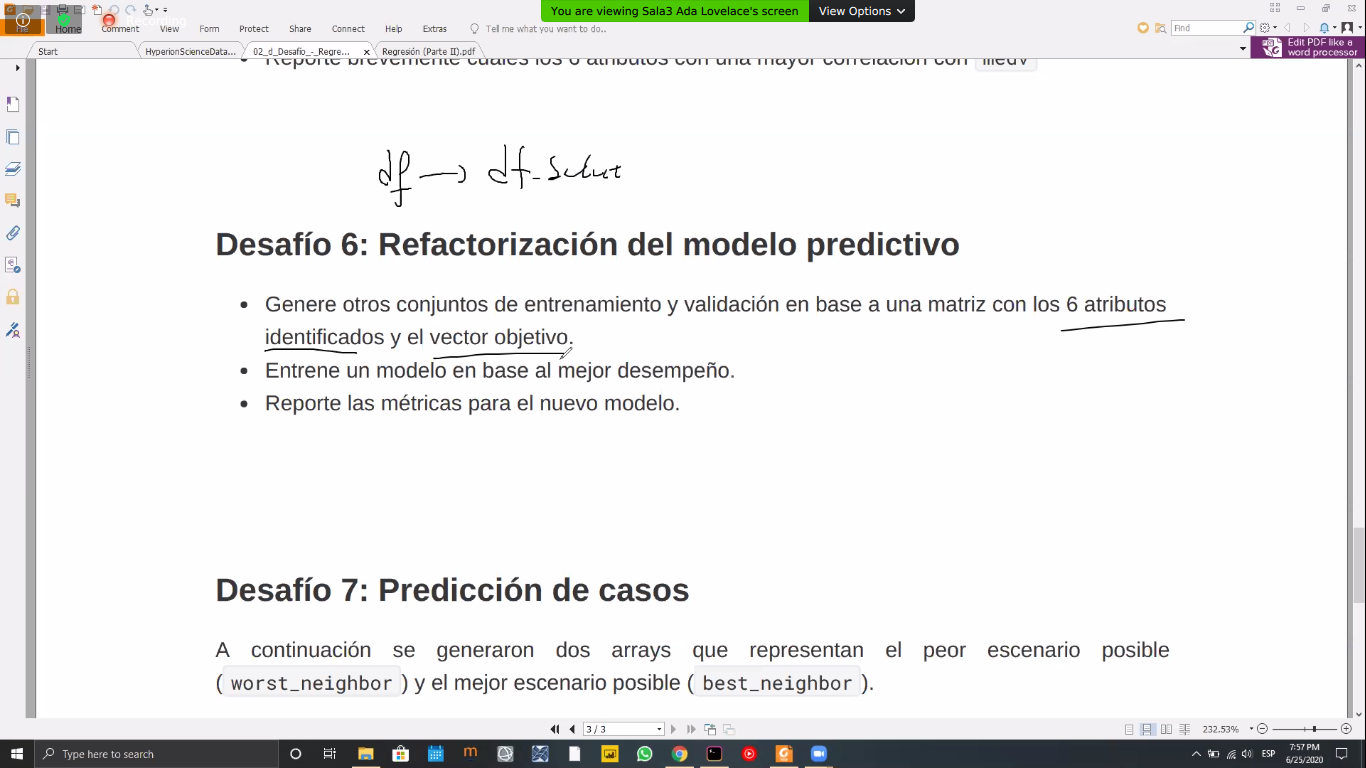 You are viewing Sala3 Ada Lovelace's screen View Options
Recording
File Home Comment View Form Protect Share Connect Help Extras Tell me what you want to do.. Find
Start HyperionScienceData... 02_d_Desafio_-_Regre... Regresión (Parte II).pdf Edit PDF like a
word processor
Reporte brevemente cuales los 6 atributos con una mayor correlación con medv
df → df_
Desafío 6: Refactorización del modelo predictivo
Genere otros conjuntos de entrenamiento y validación en base a una matriz con los 6 atributos
identificados y el vector objetivo.
Entrene un modelo en base al mejor desempeño.
Reporte las métricas para el nuevo modelo.
Desafío 7: Predicción de casos
A continuación se generaron dos arrays que representan el peor escenario posible
( worst_neighbor ) y el mejor escenario posible ( best_neighbor ).
3 / 3 232.53%
Type here to search ESP 7:57 PM
6/25/2020